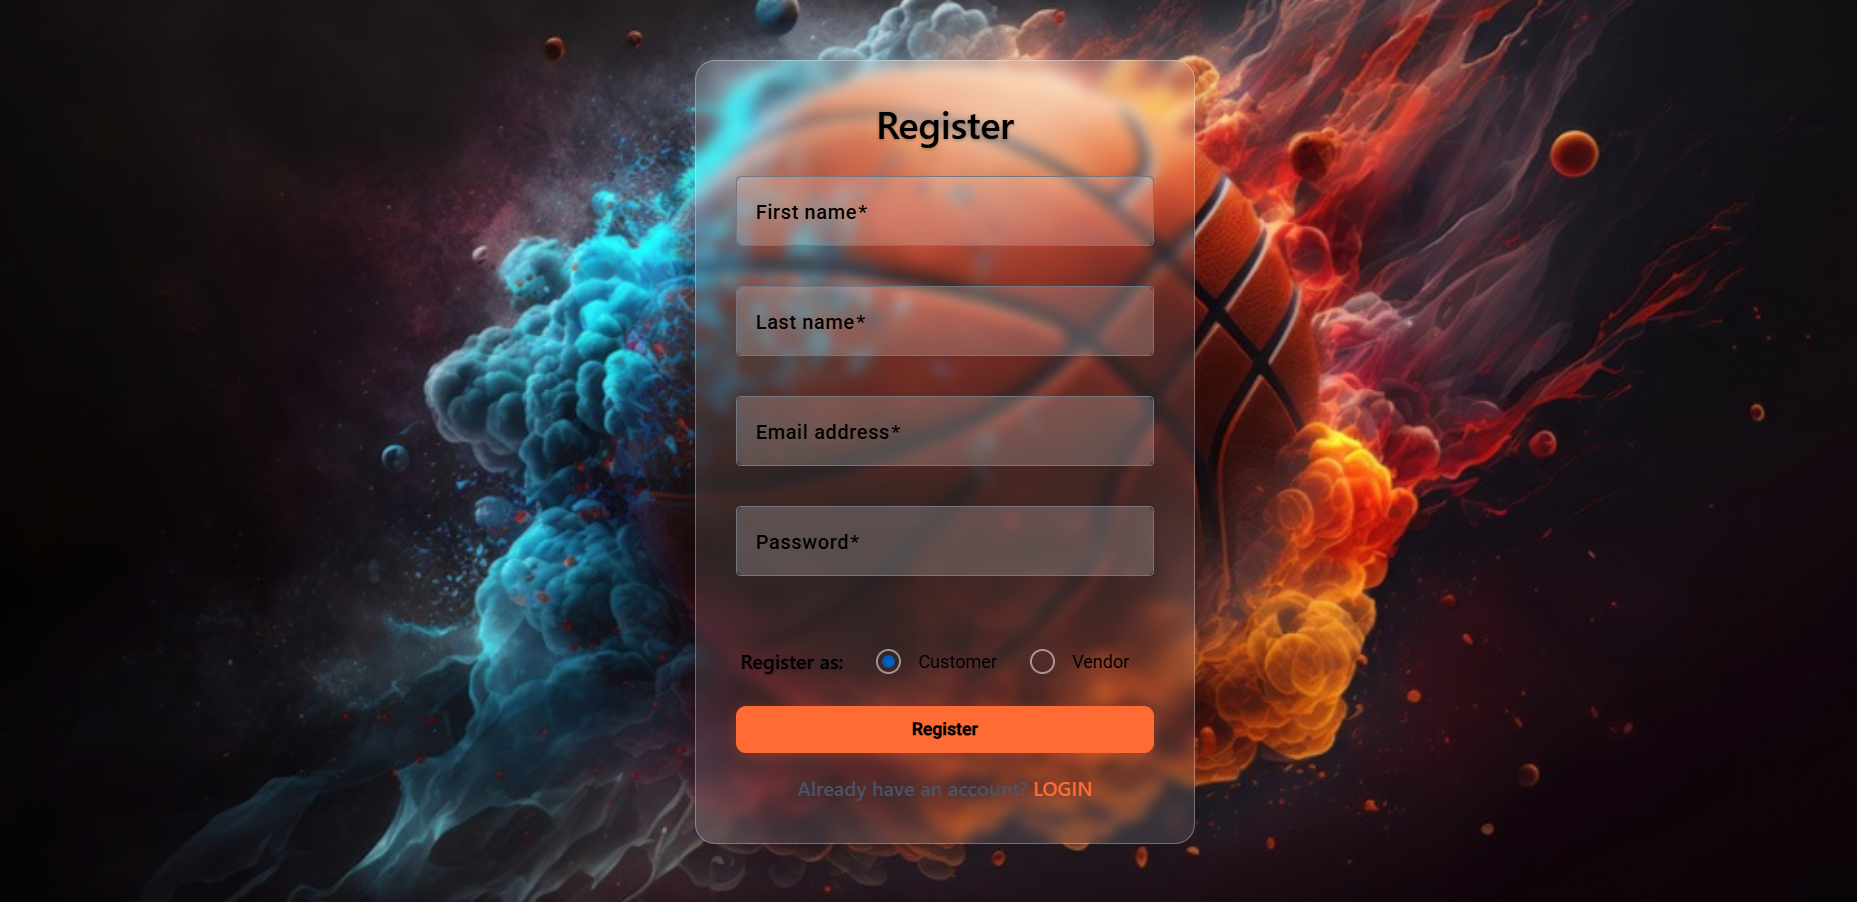 Register
First name*
Last name*
Email address*
Password*
Register as: Customer Vendor
Register
Already have an account? LOGIN